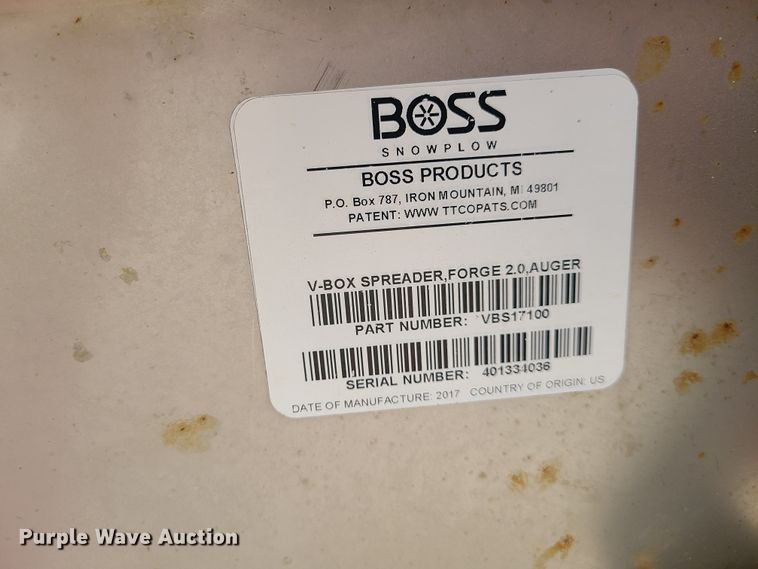 BOSS
SNOWPLOW
BOSS PRODUCTS
P.O. Box 787, IRON MOUNTAIN, MI 49801
PATENT: WWW TTCOPATS.COM
V-BOX SPREADER,FORGE 2.0,AUGER
PART NUMBER: VBS17100
SERIAL NUMBER: 401334036
DATE OF MANUFACTURE: 2017 COUNTRY OF ORIGIN: US
Purple Wave Auction